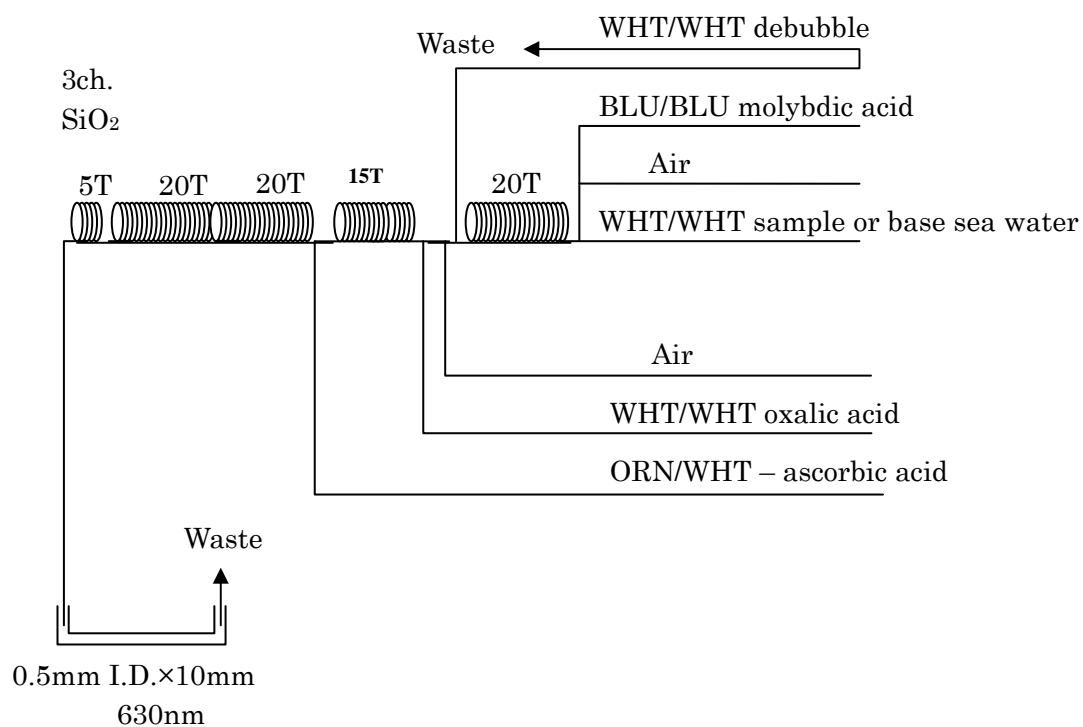 WHT/WHT debubble
Waste
3ch.
SiO₂
BLU/BLU molybdic acid
Air
5T 20T 20T 15T 20T
WHT/WHT sample or base sea water
Air
WHT/WHT oxalic acid
ORN/WHT – ascorbic acid
Waste
0.5mm I.D.×10mm
630nm